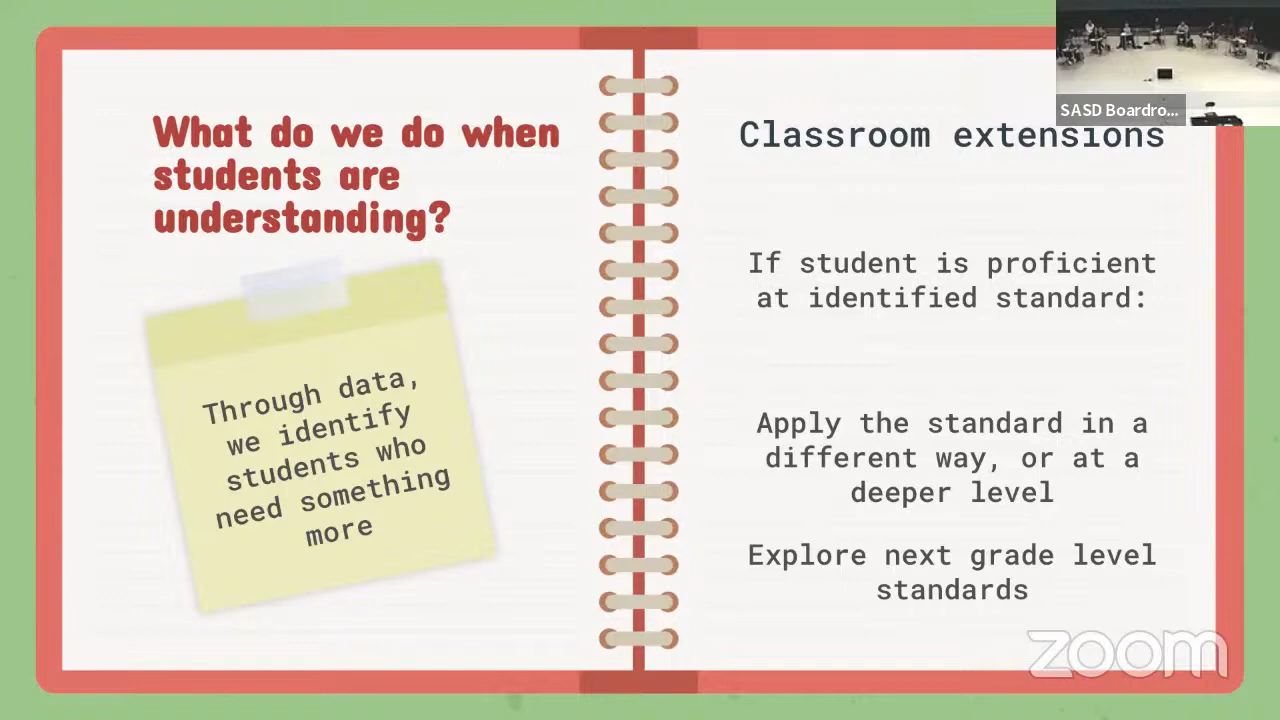 What do we do when
students are
understanding?
Through data,
we identify
students who
need something
more
Classroom extensions
If student is proficient
at identified standard:
Apply the standard in a
different way, or at a
deeper level
Explore next grade level
standards
SASD Boardro...
zoom